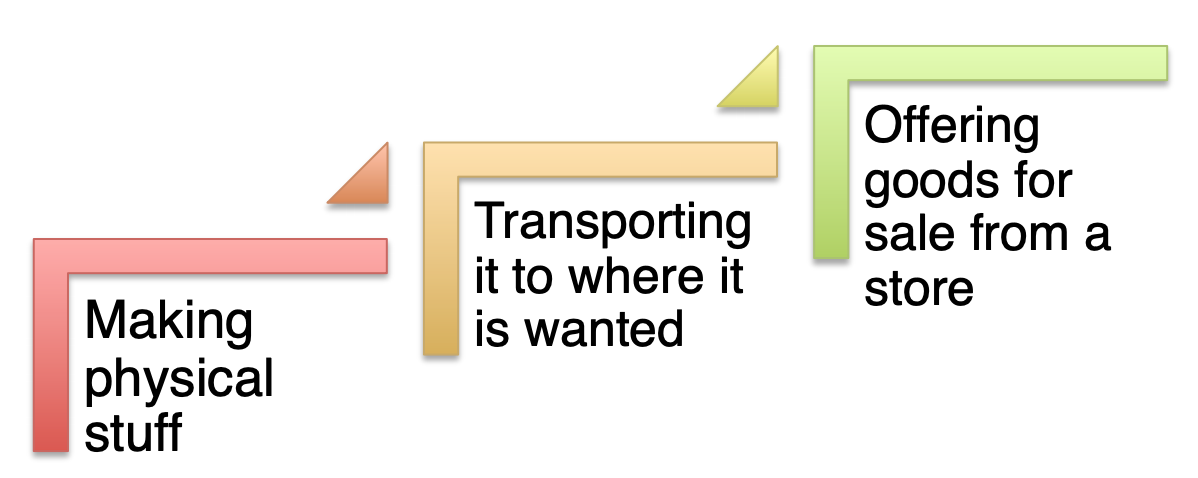 Making
physical
stuff
Transporting
it to where it
is wanted
Offering
goods for
sale from a
store